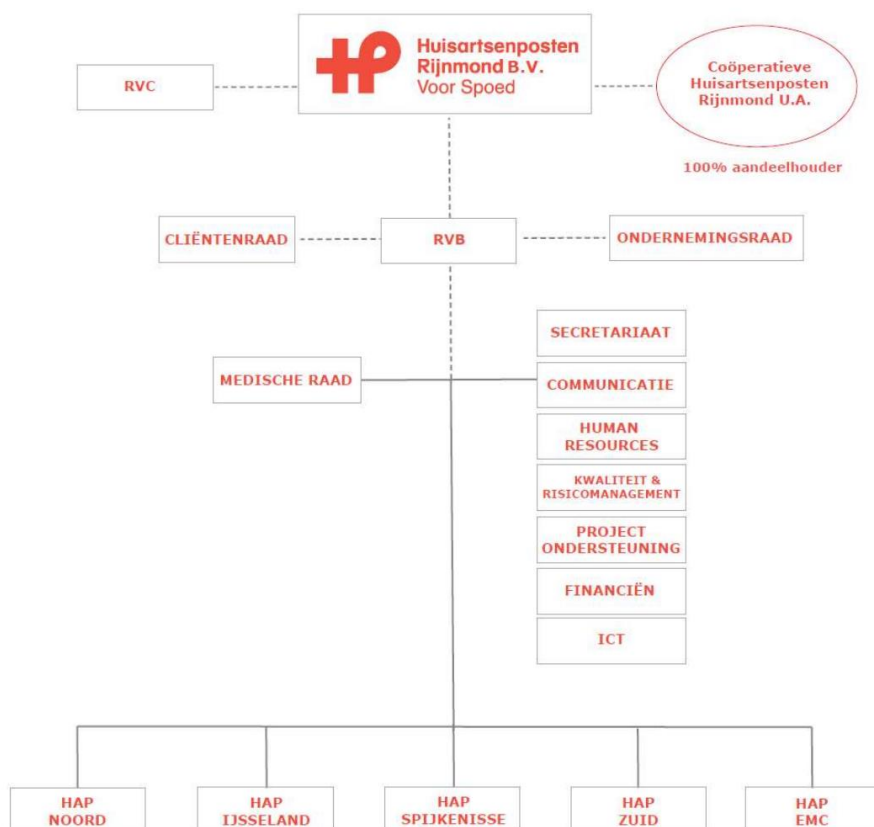 Huisartsenposten
Rijnmond B.V.
Voor Spoed
RVC
Coöperatieve
Huisartsenposten
Rijnmond U.A.
100% aandeelhouder
CLIËNTENRAAD
RVB
ONDERNEMINGSRAAD
SECRETARIAAT
MEDISCHE RAAD
COMMUNICATIE
HUMAN
RESOURCES
KWALITEIT &
RISICOMANAGEMENT
PROJECT
ONDERSTEUNING
FINANCIËN
ICT
HAP
NOORD
HAP
IJSSELAND
HAP
SPIJKENISSE
HAP
ZUID
HAP
EMC